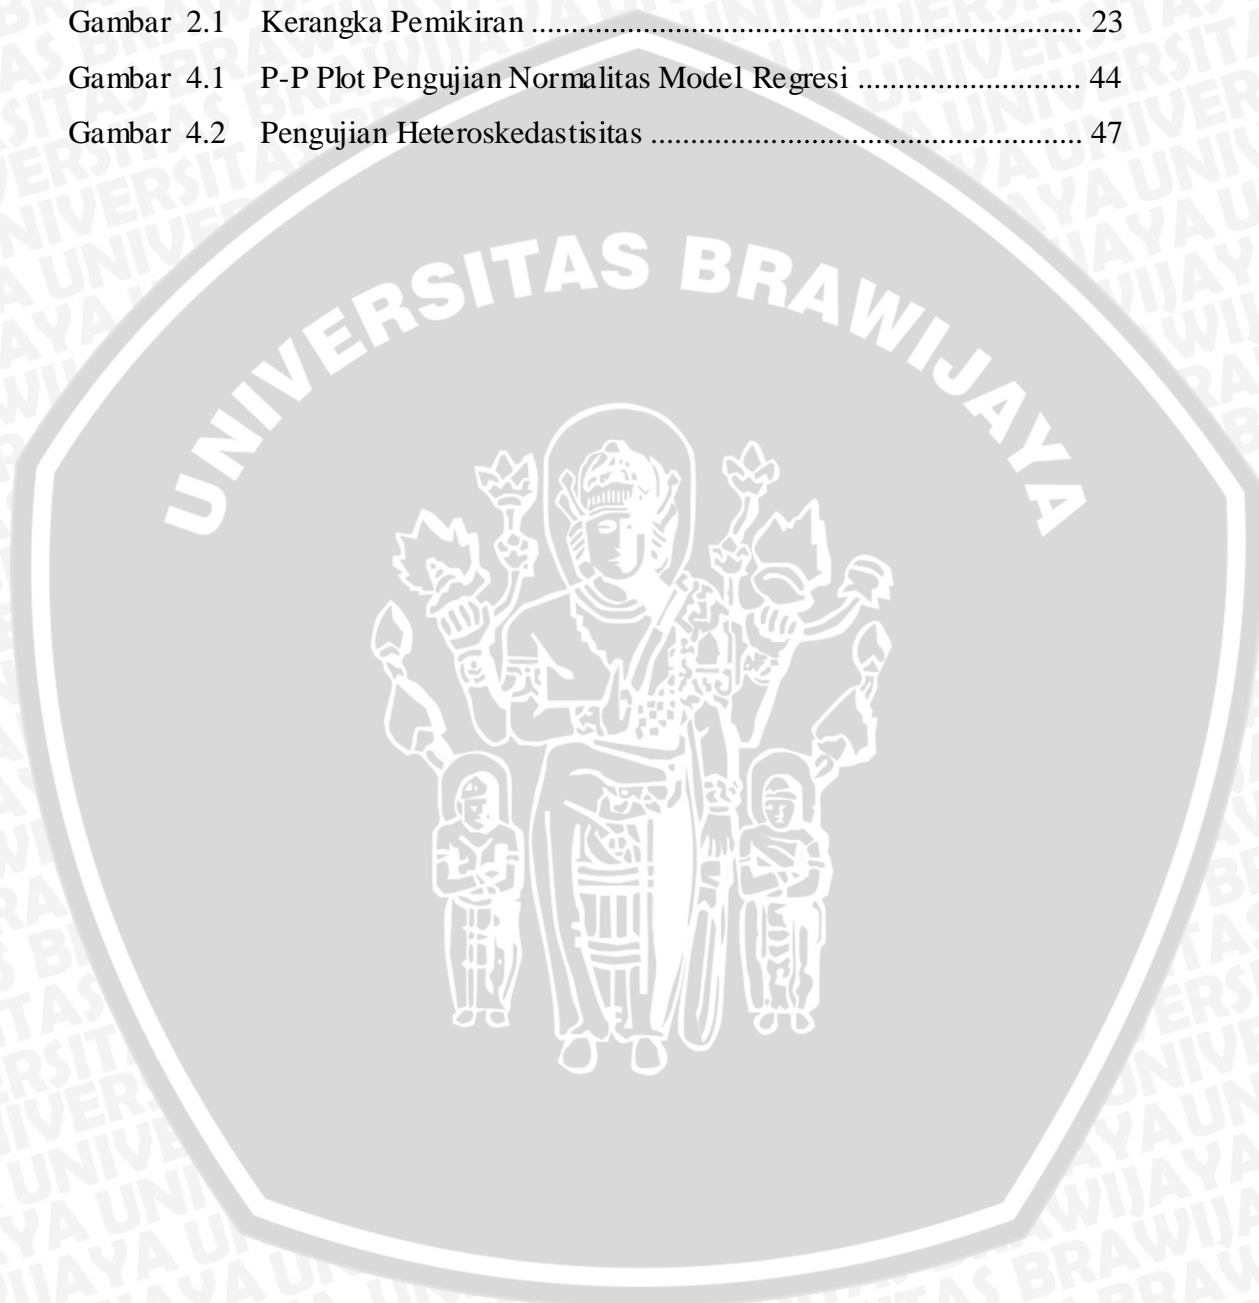 Gambar 2.1 Kerangka Pemikiran ..................................................................... 23
Gambar 4.1 P-P Plot Pengujian Normalitas Model Regresi ............................ 44
Gambar 4.2 Pengujian Heteroskedastisitas ...................................................... 47
UNIVERSITAS BRAWIJAYA